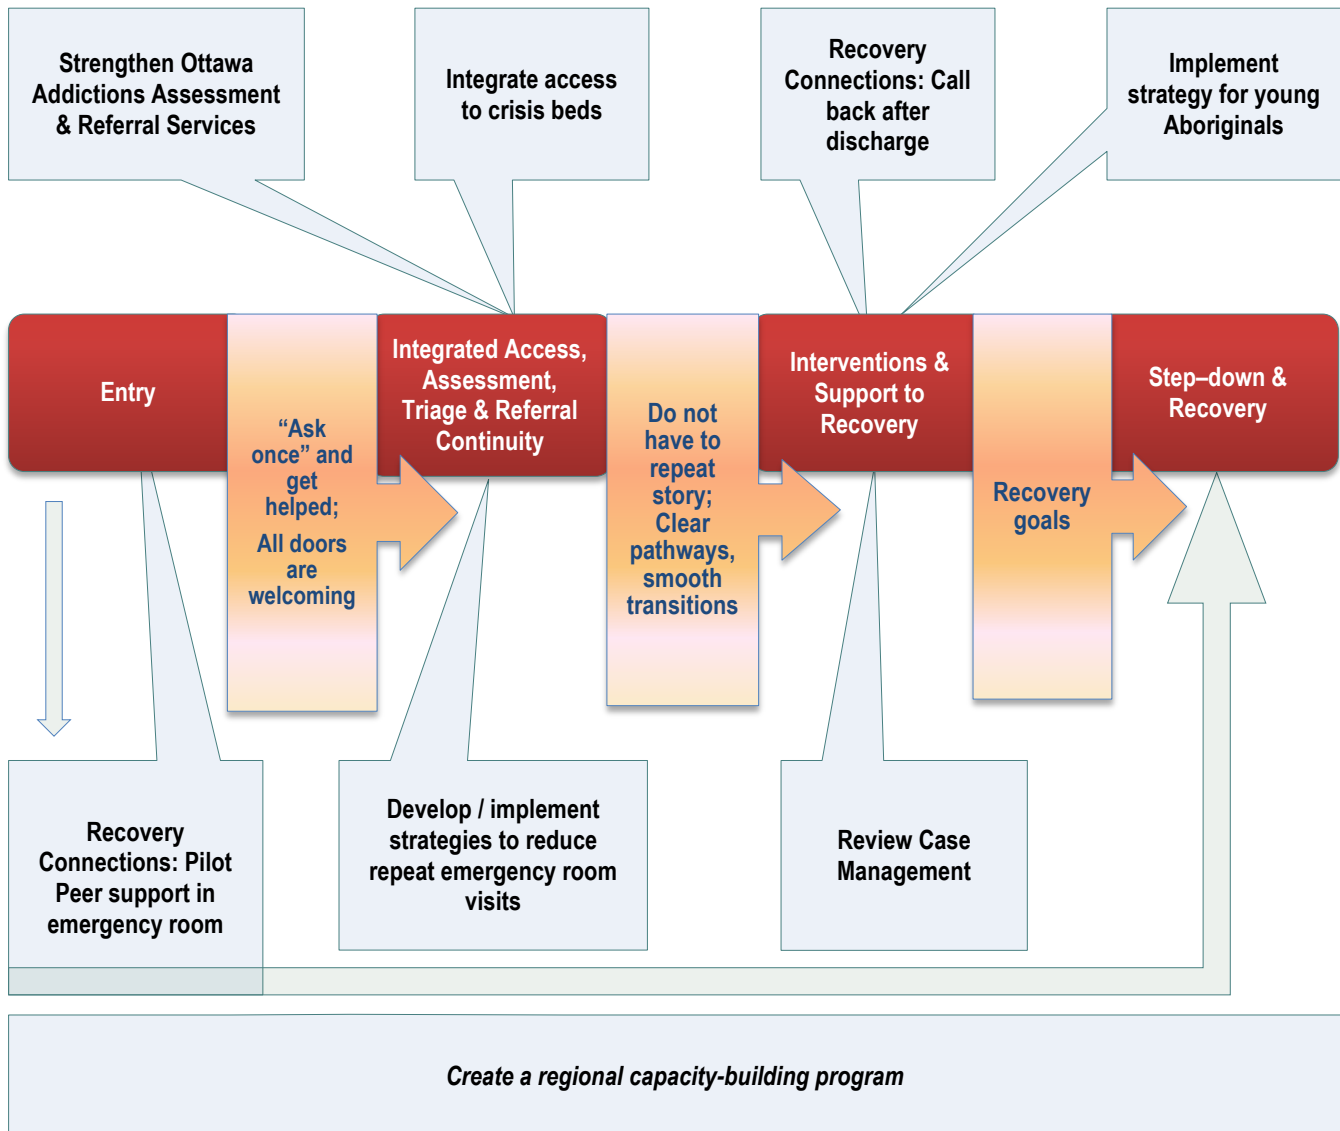 Strengthen Ottawa
Addictions Assessment
& Referral Services
Integrate access
to crisis beds
Recovery
Connections: Call
back after
discharge
Implement
strategy for young
Aboriginals
Entry
“Ask
once” and
get
helped;
All doors
are
welcoming
Integrated Access,
Assessment,
Triage & Referral
Continuity
Do not
have to
repeat
story;
Clear
pathways,
smooth
transitions
Interventions &
Support to
Recovery
Recovery
goals
Step–down &
Recovery
Recovery
Connections: Pilot
Peer support in
emergency room
Develop / implement
strategies to reduce
repeat emergency room
visits
Review Case
Management
Create a regional capacity-building program